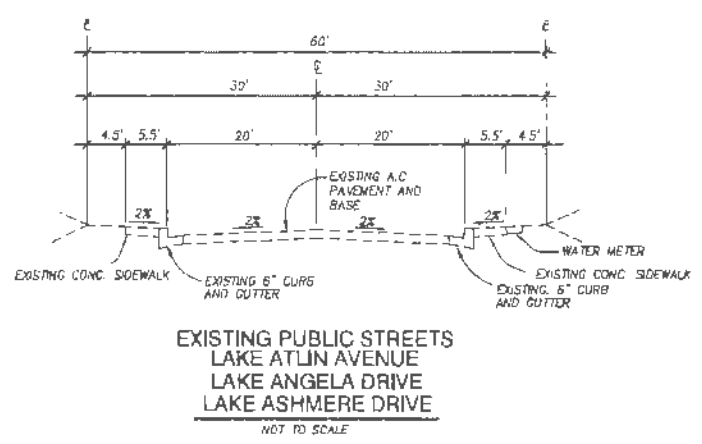 60'
30' 30'
4.5' 5.5' 20' 20' 5.5' 4.5'
EXISTING A.C
PAVEMENT AND
BASE
2% 2% 2% 2%
WATER METER
EXISTING CONC. SIDEWALK
EXISTING CONC SIDEWALK
EXISTING 6" CURB
AND GUTTER
EXISTING 6" CURB
AND GUTTER
EXISTING PUBLIC STREETS
LAKE ATLIN AVENUE
LAKE ANGELA DRIVE
LAKE ASHMERE DRIVE
NOT TO SCALE